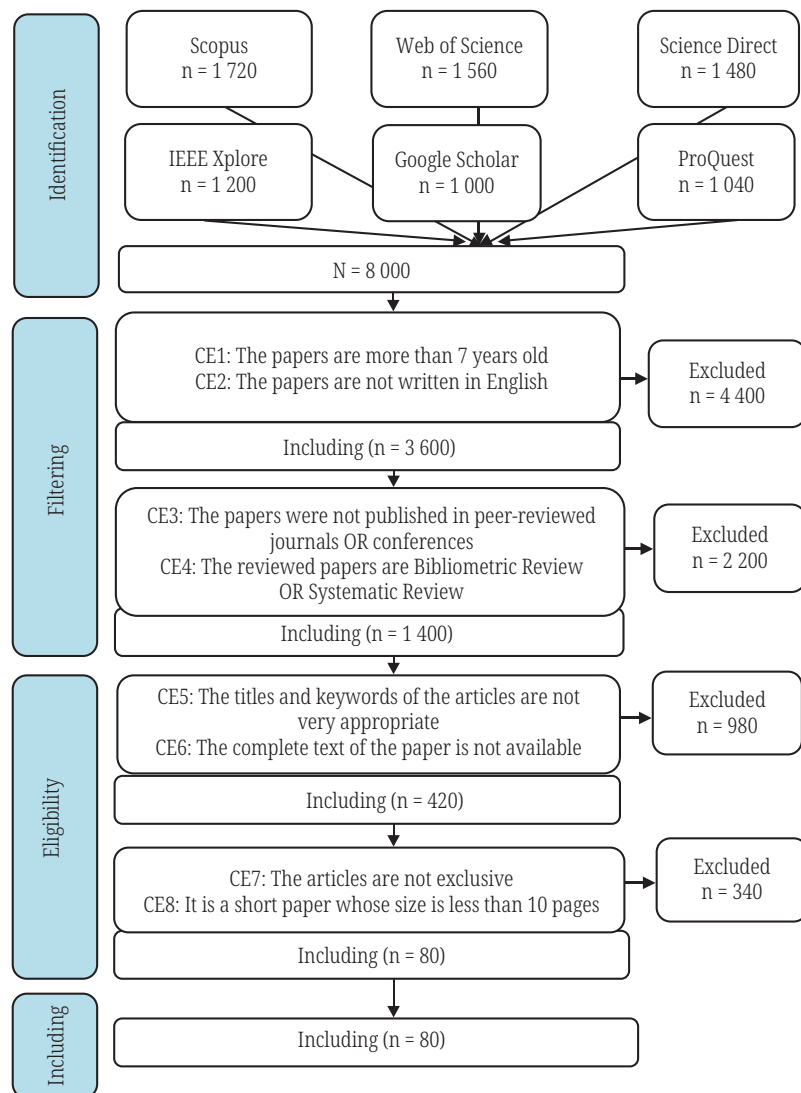 Identification
Scopus
n = 1 720
Web of Science
n = 1 560
Science Direct
n = 1 480
IEEE Xplore
n = 1 200
Google Scholar
n = 1 000
ProQuest
n = 1 040
N = 8 000
Filtering
CE1: The papers are more than 7 years old
CE2: The papers are not written in English
Excluded
n = 4 400
Including (n = 3 600)
CE3: The papers were not published in peer-reviewed
journals OR conferences
CE4: The reviewed papers are Bibliometric Review
OR Systematic Review
Excluded
n = 2 200
Including (n = 1 400)
Eligibility
CE5: The titles and keywords of the articles are not
very appropriate
CE6: The complete text of the paper is not available
Excluded
n = 980
Including (n = 420)
CE7: The articles are not exclusive
CE8: It is a short paper whose size is less than 10 pages
Excluded
n = 340
Including (n = 80)
Including
Including (n = 80)